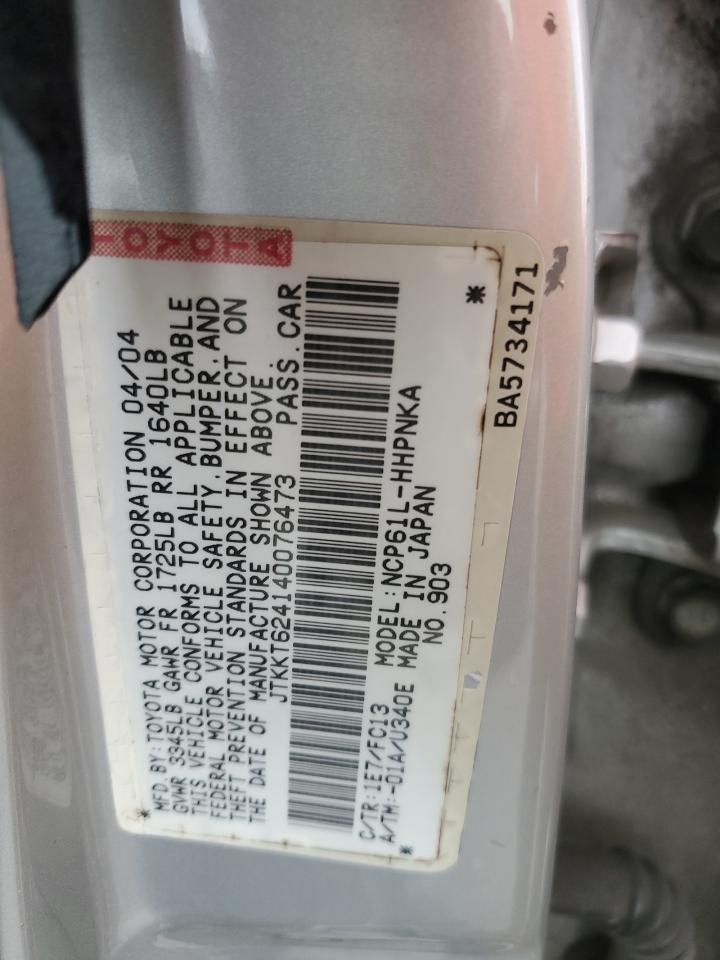 TOYOTA
MFD. BY:TOYOTA MOTOR CORPORATION 04/04
GVWR 3345LB GAWR FR 1725LB RR 1640LB
THIS VEHICLE CONFORMS TO ALL APPLICABLE
FEDERAL MOTOR VEHICLE SAFETY,BUMPER,AND
THEFT PREVENTION STANDARDS IN EFFECT ON
THE DATE OF MANUFACTURE SHOWN ABOVE.
JTKKT624140076473 PASS.CAR
C/TR:1E7/FC13 MODEL:NCP61L-HHPNKA
A/TM:-01A/U340E MADE IN JAPAN
NO.903
BA5734171